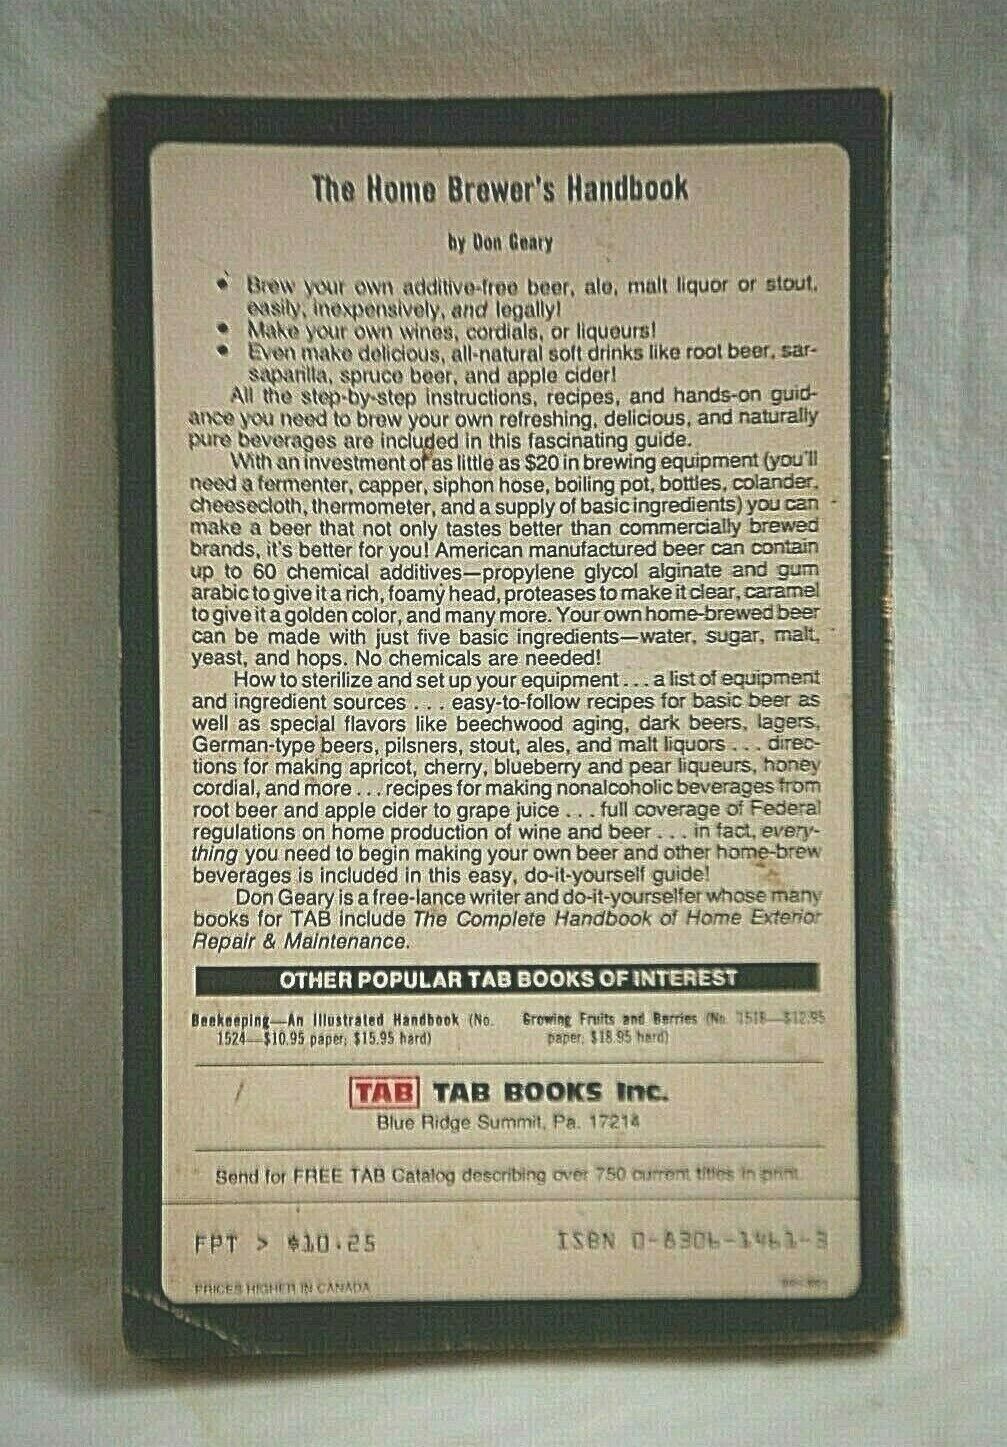 The Home Brewer's Handbook
by Don Geary
• Brew your own additive-free beer, ale, malt liquor or stout,
easily, inexpensively, and legally!
• Make your own wines, cordials, or liqueurs!
• Even make delicious, all-natural soft drinks like root beer, sar-
saparilla, spruce beer, and apple cider!
All the step-by-step instructions, recipes, and hands-on guid-
ance you need to brew your own refreshing, delicious, and naturally
pure beverages are included in this fascinating guide.
With an investment of as little as $20 in brewing equipment (you'll
need a fermenter, capper, siphon hose, boiling pot, bottles, colander,
cheesecloth, thermometer, and a supply of basic ingredients) you can
make a beer that not only tastes better than commercially brewed
brands, it's better for you! American manufactured beer can contain
up to 60 chemical additives—propylene glycol alginate and gum
arabic to give it a rich, foamy head, proteases to make it clear, caramel
to give it a golden color, and many more. Your own home-brewed beer
can be made with just five basic ingredients—water, sugar, malt,
yeast, and hops. No chemicals are needed!
How to sterilize and set up your equipment . . . a list of equipment
and ingredient sources . . . easy-to-follow recipes for basic beer as
well as special flavors like beechwood aging, dark beers, lagers,
German-type beers, pilsners, stout, ales, and malt liquors . . . direc-
tions for making apricot, cherry, blueberry and pear liqueurs, honey
cordial, and more . . . recipes for making nonalcoholic beverages from
root beer and apple cider to grape juice . . . full coverage of Federal
regulations on home production of wine and beer . . . in fact, every-
thing you need to begin making your own beer and other home-brew
beverages is included in this easy, do-it-yourself guide!
Don Geary is a free-lance writer and do-it-yourselfer whose many
books for TAB include The Complete Handbook of Home Exterior
Repair & Maintenance.
OTHER POPULAR TAB BOOKS OF INTEREST
Beekeeping—An Illustrated Handbook (No.
1524—$10.95 paper; $15.95 hard)
Growing Fruits and Berries (No. 1518—$12.95
paper; $18.95 hard)
TAB TAB BOOKS Inc.
Blue Ridge Summit, Pa. 17214
Send for FREE TAB Catalog describing over 750 current titles in print.
FPT > $10.25
ISBN 0-8306-1461-3
PRICES HIGHER IN CANADA